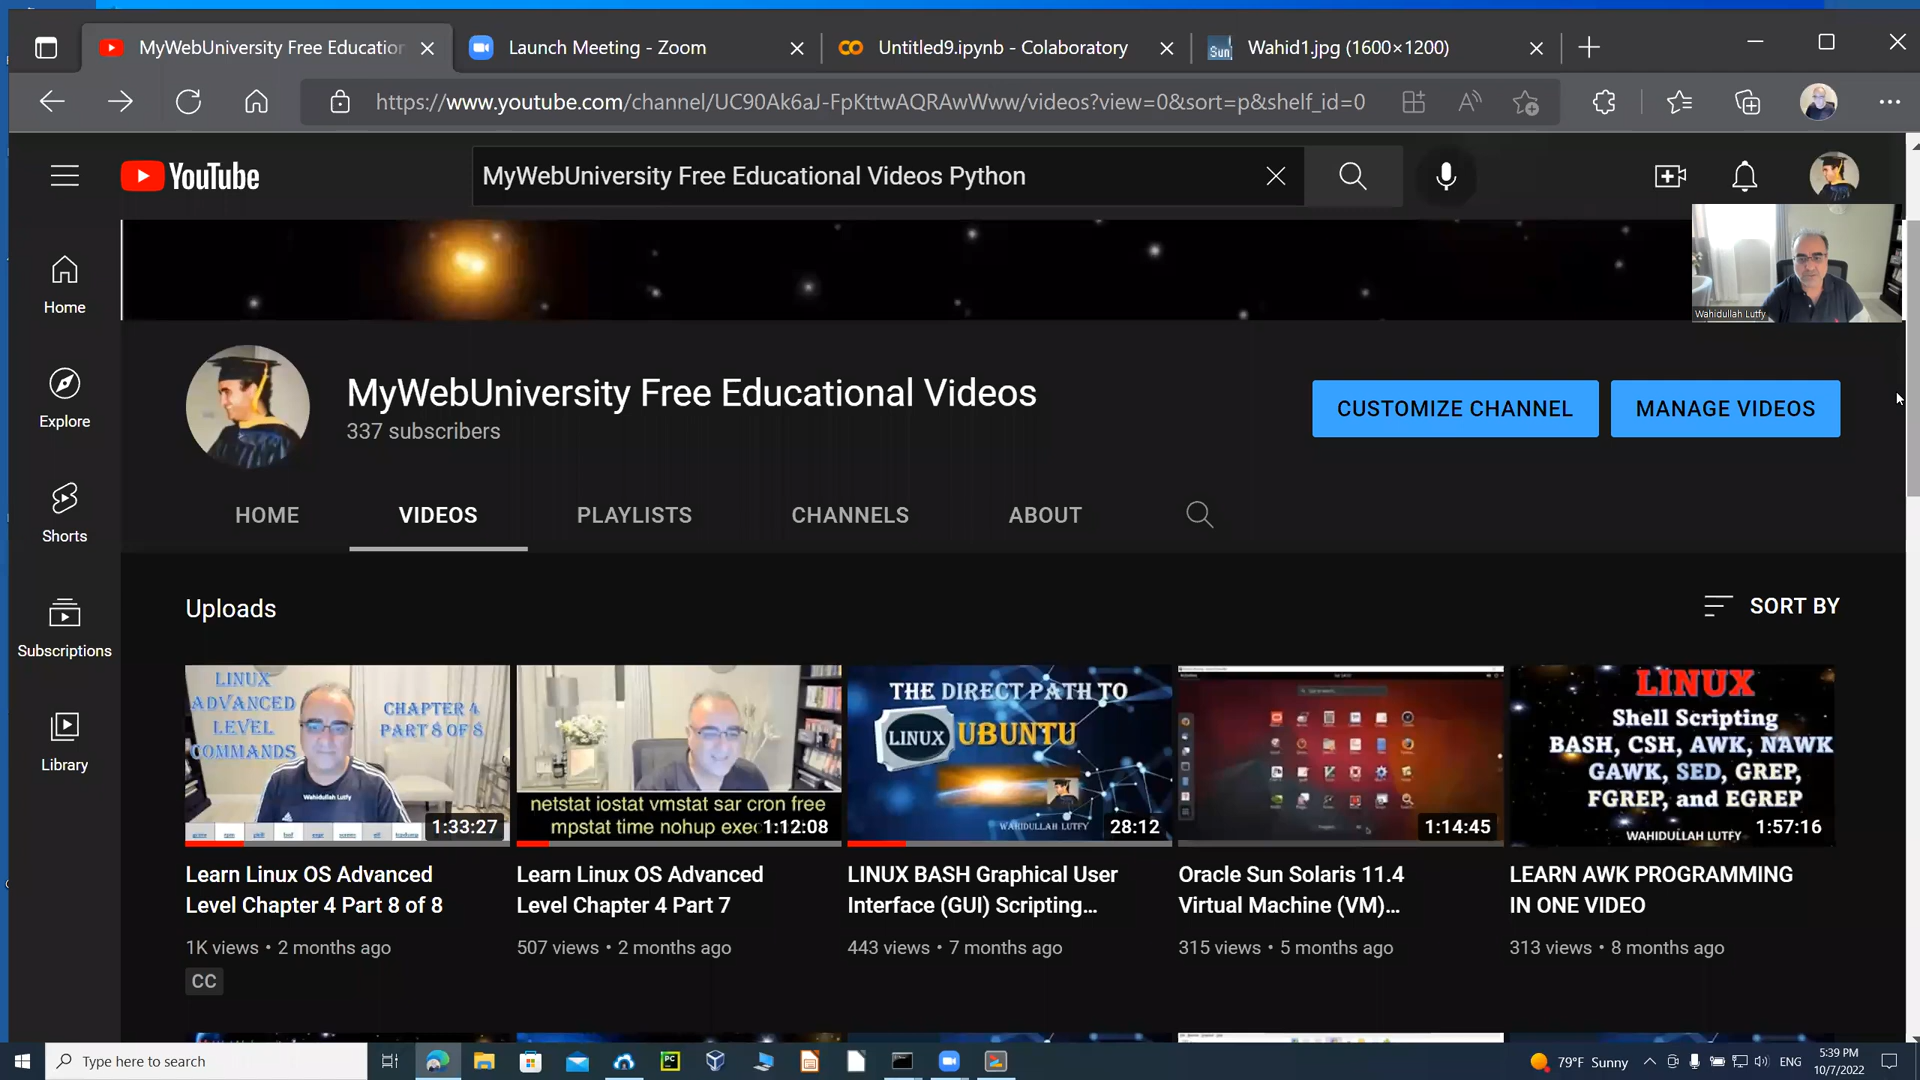 MyWebUniversity Free Education
Launch Meeting - Zoom
Untitled9.ipynb - Colaboratory
Sun
Wahid1.jpg (1600×1200)
https://www.youtube.com/channel/UC90Ak6aJ-FpKttwAQRAwWww/videos?view=0&sort=p&shelf_id=0
YouTube
MyWebUniversity Free Educational Videos Python
Wahidullah Lutfy
Home
Explore
Shorts
Subscriptions
Library
MyWebUniversity Free Educational Videos
337 subscribers
CUSTOMIZE CHANNEL
MANAGE VIDEOS
HOME
VIDEOS
PLAYLISTS
CHANNELS
ABOUT
Uploads
SORT BY
LINUX
ADVANCED
LEVEL
COMMANDS
CHAPTER 4
PART 8 OF 8
Wahidullah Lutfy
1:33:27
netstat iostat vmstat sar cron free
mpstat time nohup exec
1:12:08
THE DIRECT PATH TO
LINUX UBUNTU
WAHIDULLAH LUTFY
28:12
1:14:45
LINUX
Shell Scripting
BASH, CSH, AWK, NAWK
GAWK, SED, GREP,
FGREP, and EGREP
WAHIDULLAH LUTFY
1:57:16
Learn Linux OS Advanced
Level Chapter 4 Part 8 of 8
1K views • 2 months ago
CC
Learn Linux OS Advanced
Level Chapter 4 Part 7
507 views • 2 months ago
LINUX BASH Graphical User
Interface (GUI) Scripting...
443 views • 7 months ago
Oracle Sun Solaris 11.4
Virtual Machine (VM)...
315 views • 5 months ago
LEARN AWK PROGRAMMING
IN ONE VIDEO
313 views • 8 months ago
Type here to search
PC
79°F Sunny
ENG
5:39 PM
10/7/2022